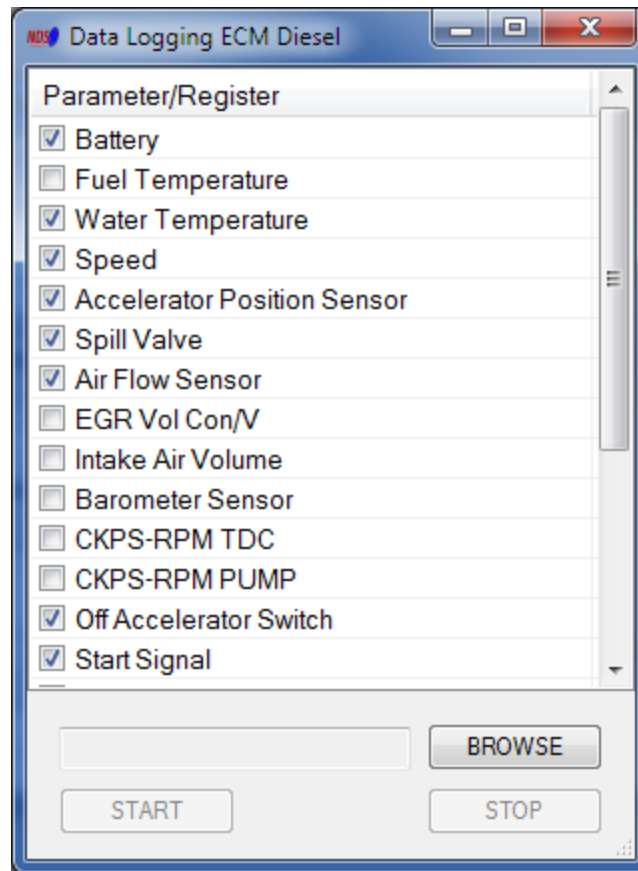 NDS Data Logging ECM Diesel
Parameter/Register
Battery
Fuel Temperature
Water Temperature
Speed
Accelerator Position Sensor
Spill Valve
Air Flow Sensor
EGR Vol Con/V
Intake Air Volume
Barometer Sensor
CKPS-RPM TDC
CKPS-RPM PUMP
Off Accelerator Switch
Start Signal
BROWSE
START STOP